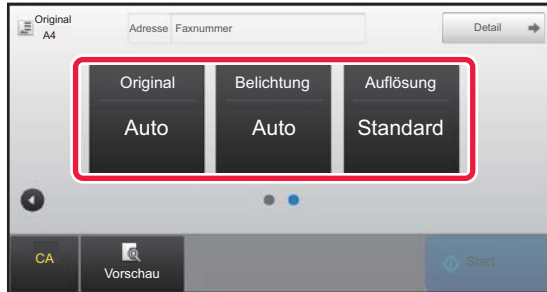 Original
A4
Adresse Faxnummer
Detail
Original Belichtung Auflösung
Auto Auto Standard
CA
Vorschau
Start